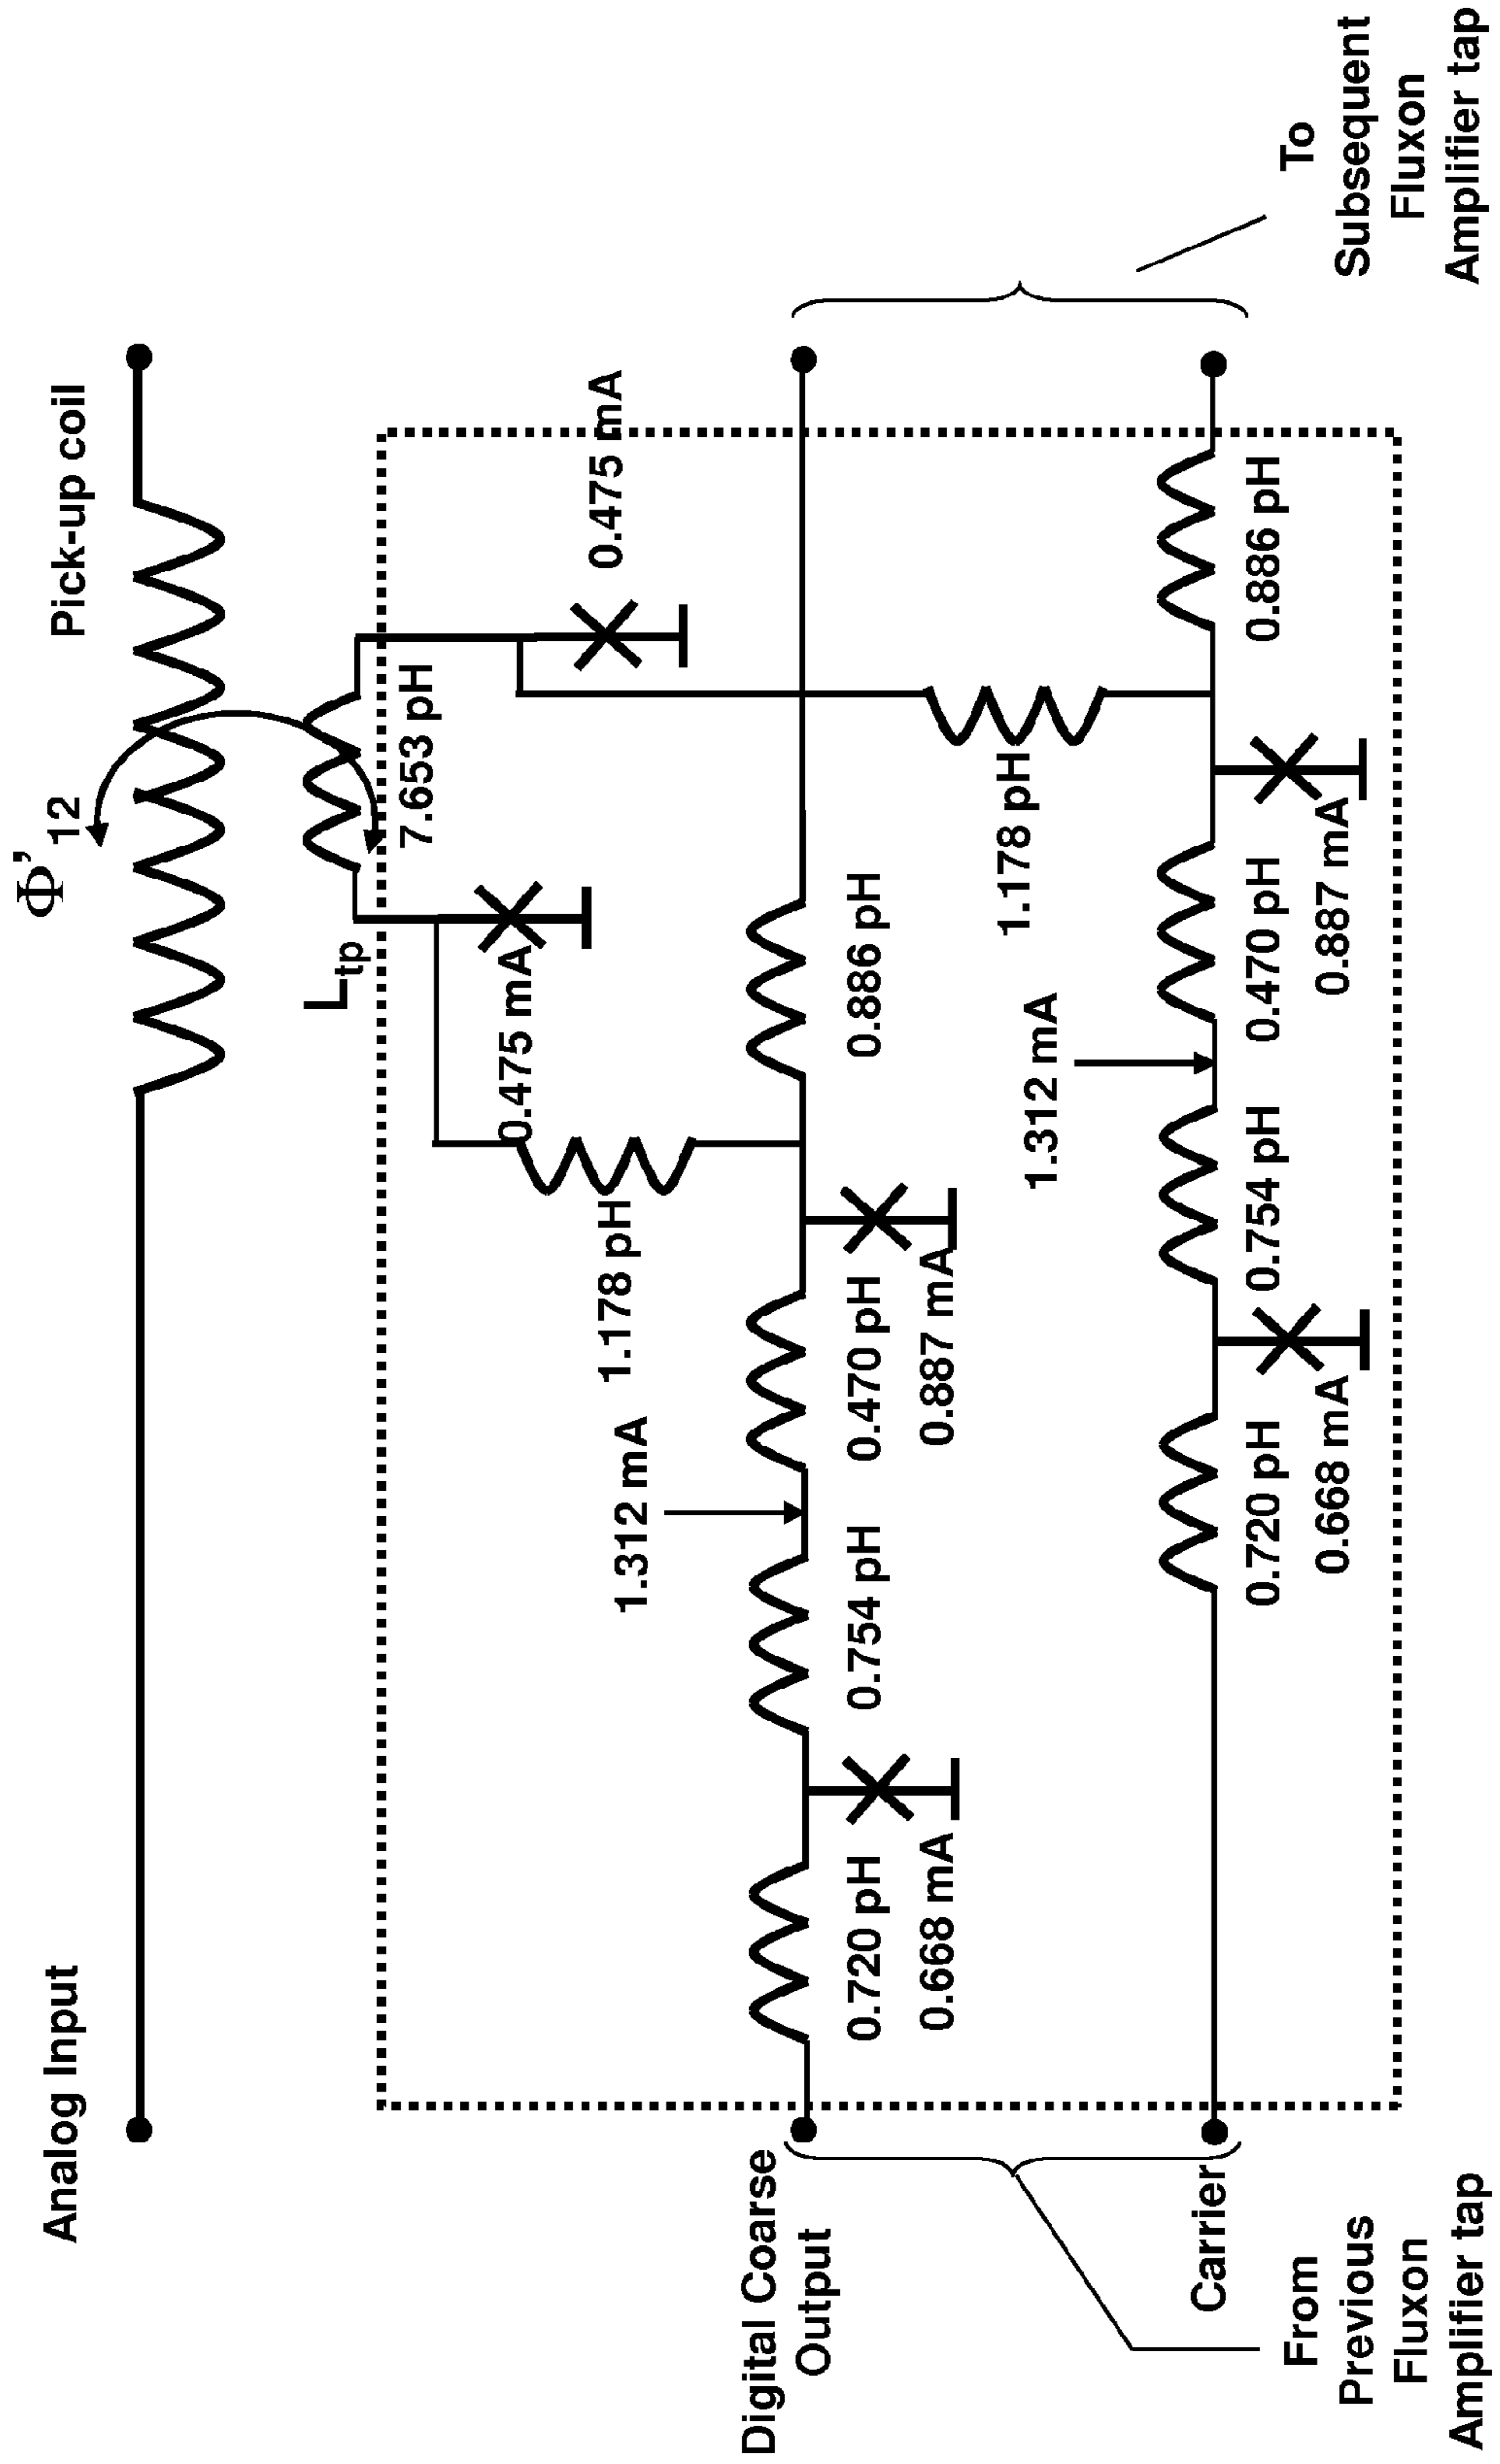 Analog Input
Pick-up coil
Φ'12
Ltp
7.653 pH
0.475 mA
0.475 mA
1.178 pH
1.312 mA
Digital Coarse
Output
0.720 pH
0.754 pH
0.470 pH
0.886 pH
0.668 mA
0.887 mA
1.178 pH
1.312 mA
Carrier
0.720 pH
0.754 pH
0.470 pH
0.886 pH
0.668 mA
0.887 mA
From
Previous
Fluxon
Amplifier tap
To
Subsequent
Fluxon
Amplifier tap